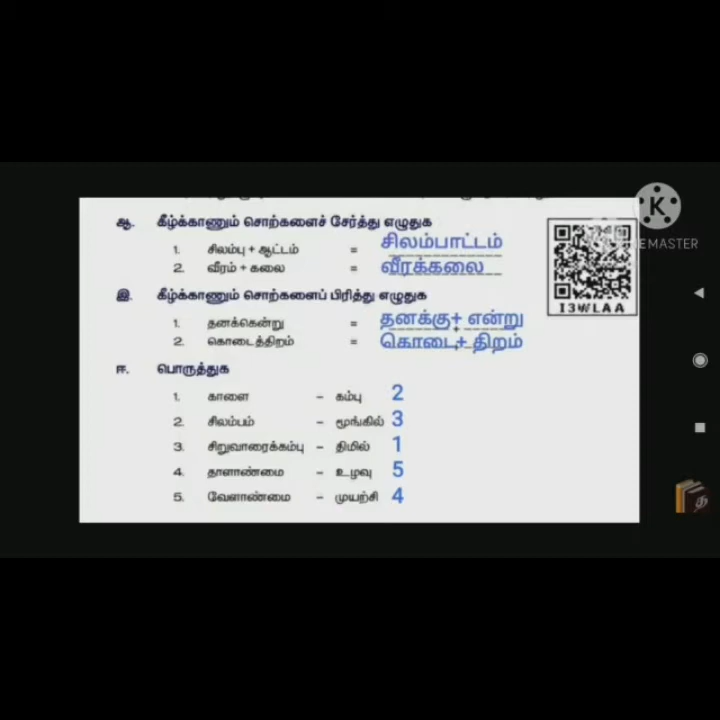 ஆ. கீழ்க்காணும் சொற்களைச் சேர்த்து எழுதுக
1. சிலம்பு + ஆட்டம் = சிலம்பாட்டம்
2. வீரம் + கலை = வீரக்கலை
இ. கீழ்க்காணும் சொற்களைப் பிரித்து எழுதுக
1. தனக்கென்று = தனக்கு+ என்று
2. கொடைத்திறம் = கொடை+ திறம்
ஈ. பொருத்துக
1. காளை – கம்பு 2
2. சிலம்பம் – மூங்கில் 3
3. சிறுவாரைக்கம்பு – திமில் 1
4. தாளாண்மை – உழவு 5
5. வேளாண்மை – முயற்சி 4
I3WLAA
K
NEMASTER
த